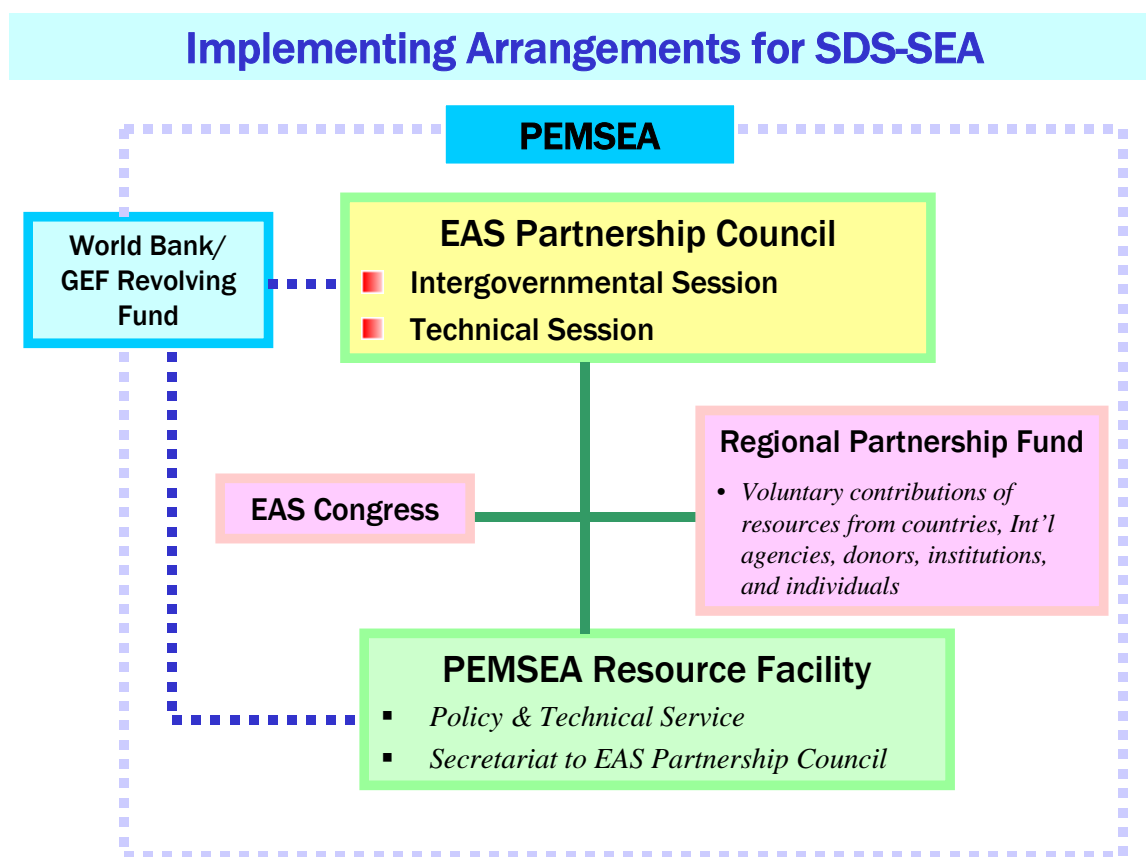 Implementing Arrangements for SDS-SEA
PEMSEA
World Bank/
GEF Revolving
Fund
EAS Partnership Council
Intergovernmental Session
Technical Session
EAS Congress
Regional Partnership Fund
• Voluntary contributions of
resources from countries, Int'l
agencies, donors, institutions,
and individuals
PEMSEA Resource Facility
▪ Policy & Technical Service
▪ Secretariat to EAS Partnership Council